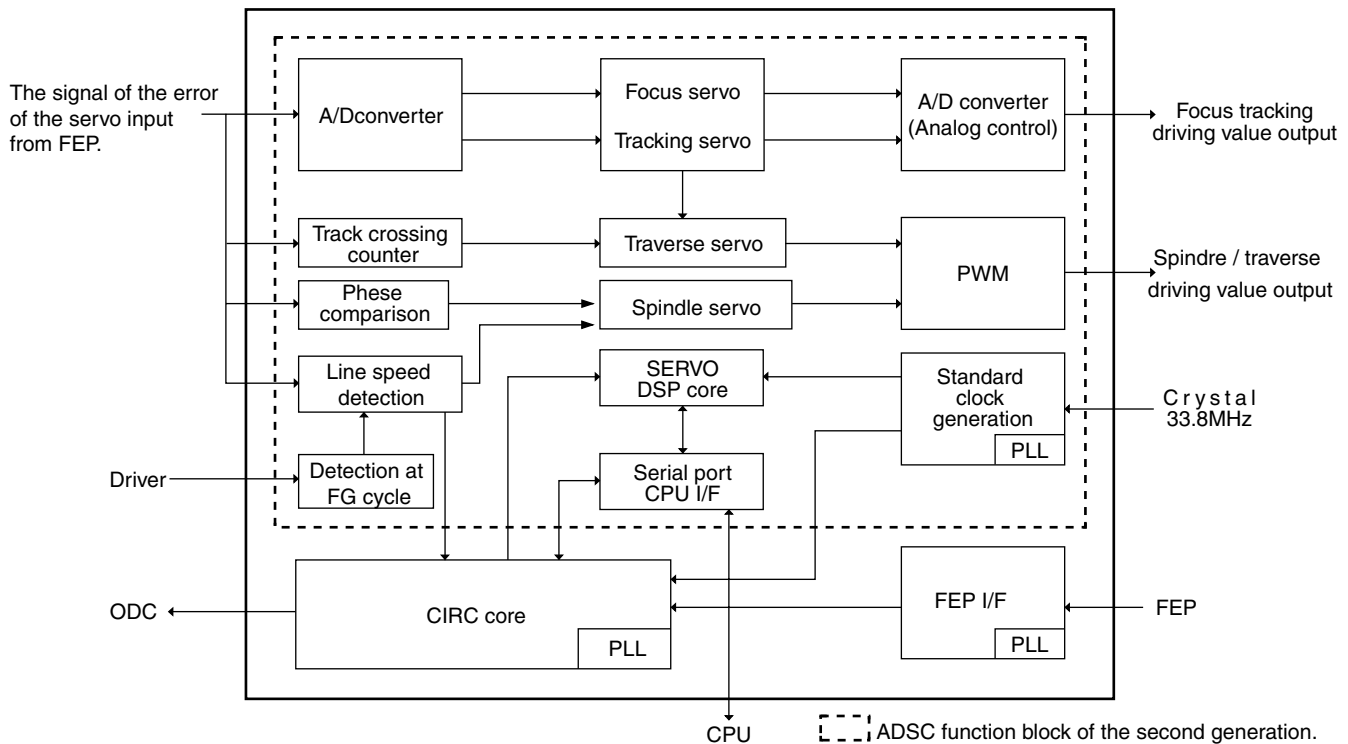 The signal of the error
of the servo input
from FEP.
A/Dconverter
Focus servo
Tracking servo
A/D converter
(Analog control)
Focus tracking
driving value output
Track crossing
counter
Traverse servo
PWM
Spindre / traverse
driving value output
Phese
comparison
Spindle servo
Line speed
detection
SERVO
DSP core
Standard
clock
generation
PLL
Crystal
33.8MHz
Driver
Detection at
FG cycle
Serial port
CPU I/F
ODC
CIRC core
PLL
FEP I/F
PLL
FEP
CPU
ADSC function block of the second generation.